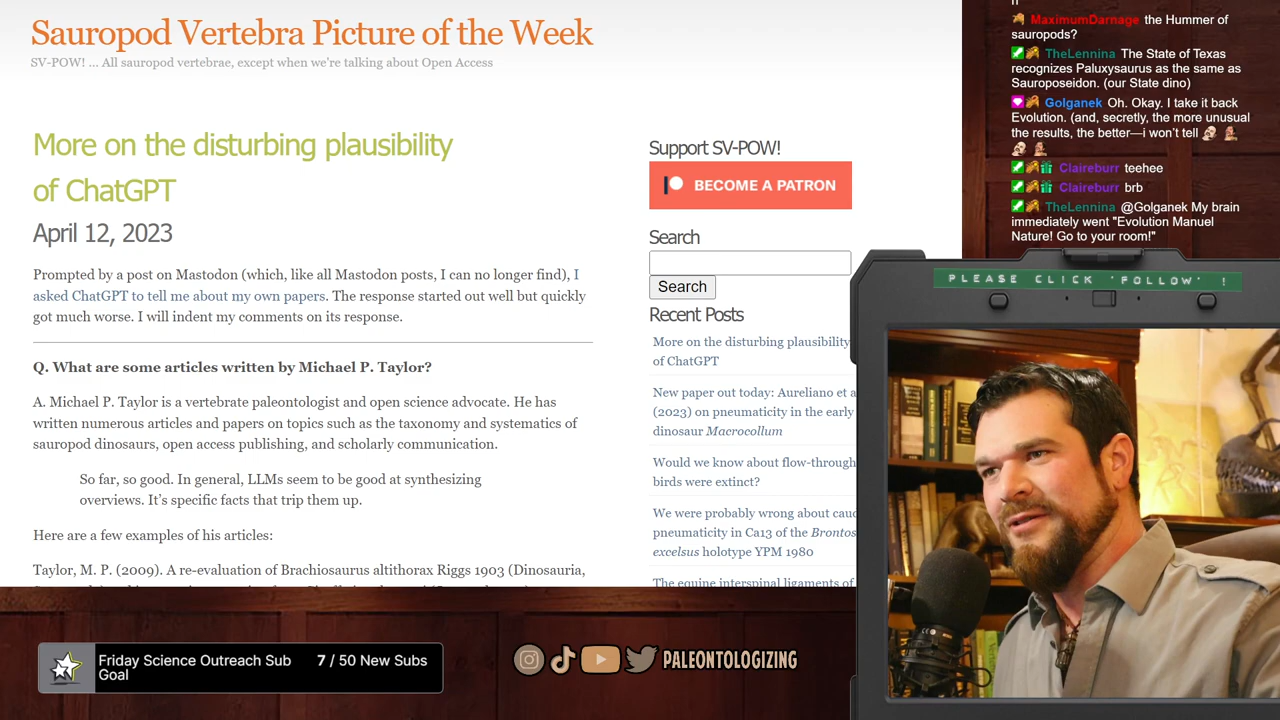 Sauropod Vertebra Picture of the Week
SV-POW! ... All sauropod vertebrae, except when we're talking about Open Access
More on the disturbing plausibility
of ChatGPT
April 12, 2023
Prompted by a post on Mastodon (which, like all Mastodon posts, I can no longer find), I
asked ChatGPT to tell me about my own papers. The response started out well but quickly
got much worse. I will indent my comments on its response.
Q. What are some articles written by Michael P. Taylor?
A. Michael P. Taylor is a vertebrate paleontologist and open science advocate. He has
written numerous articles and papers on topics such as the taxonomy and systematics of
sauropod dinosaurs, open access publishing, and scholarly communication.
So far, so good. In general, LLMs seem to be good at synthesizing
overviews. It's specific facts that trip them up.
Here are a few examples of his articles:
Taylor, M. P. (2009). A re-evaluation of Brachiosaurus altithorax Riggs 1903 (Dinosauria,
Support SV-POW!
BECOME A PATRON
Search
Search
Recent Posts
More on the disturbing plausibility
of ChatGPT
New paper out today: Aureliano et a
(2023) on pneumaticity in the early
dinosaur Macrocollum
Would we know about flow-through
birds were extinct?
We were probably wrong about cauc
pneumaticity in Ca13 of the Brontos
excelsus holotype YPM 1980
The equine interspinal ligaments of
MaximumDarnage the Hummer of
sauropods?
TheLennina The State of Texas
recognizes Paluxysaurus as the same as
Sauroposeidon. (our State dino)
Golganek Oh. Okay. I take it back
Evolution. (and, secretly, the more unusual
the results, the better—i won't tell
Claireburr teehee
Claireburr brb
TheLennina @Golganek My brain
immediately went "Evolution Manuel
Nature! Go to your room!"
PLEASE CLICK 'FOLLOW' !
Friday Science Outreach Sub
Goal
7 / 50 New Subs
PALEONTOLOGIZING